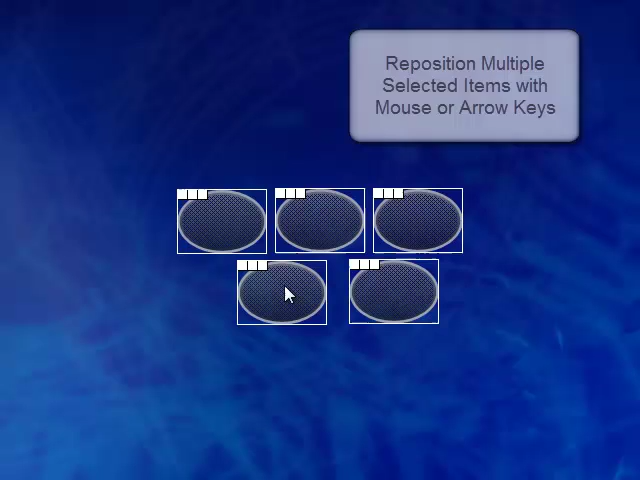 Reposition Multiple
Selected Items with
Mouse or Arrow Keys